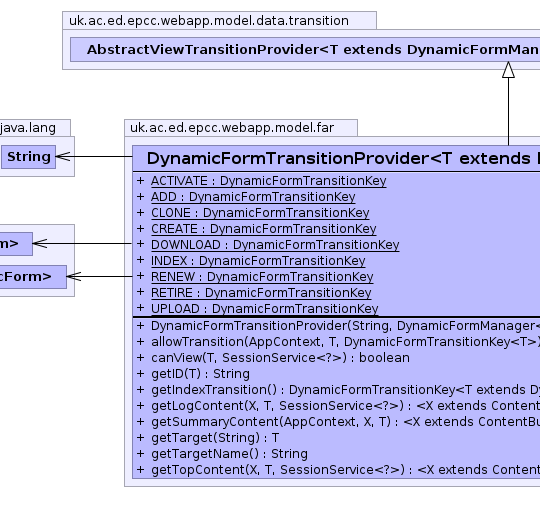 uk.ac.ed.epcc.webapp.model.data.transition
AbstractViewTransitionProvider<T extends DynamicFormMan
java.lang
String
uk.ac.ed.epcc.webapp.model.far
DynamicFormTransitionProvider<T extends
+ ACTIVATE : DynamicFormTransitionKey
+ ADD : DynamicFormTransitionKey
+ CLONE : DynamicFormTransitionKey
+ CREATE : DynamicFormTransitionKey
+ DOWNLOAD : DynamicFormTransitionKey
+ INDEX : DynamicFormTransitionKey
+ RENEW : DynamicFormTransitionKey
+ RETIRE : DynamicFormTransitionKey
+ UPLOAD : DynamicFormTransitionKey
m>
cForm>
+ DynamicFormTransitionProvider(String, DynamicFormManager<
+ allowTransition(AppContext, T, DynamicFormTransitionKey<T>)
+ canView(T, SessionService<?>) : boolean
+ getID(T) : String
+ getIndexTransition() : DynamicFormTransitionKey<T extends Dy
+ getLogContent(X, T, SessionService<?>) : <X extends Content
+ getSummaryContent(AppContext, X, T) : <X extends ContentBu
+ getTarget(String) : T
+ getTargetName() : String
+ getTopContent(X, T, SessionService<?>) : <X extends Content